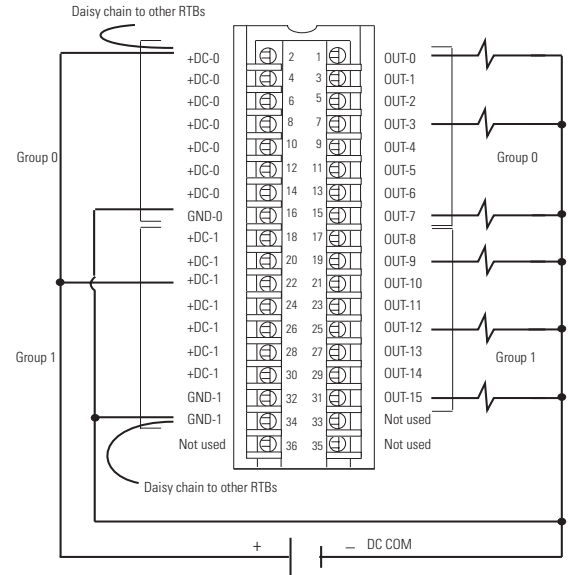 Daisy chain to other RTBs
+DC-0 2 1 OUT-0
+DC-0 4 3 OUT-1
+DC-0 6 5 OUT-2
+DC-0 8 7 OUT-3
+DC-0 10 9 OUT-4
Group 0 Group 0
+DC-0 12 11 OUT-5
+DC-0 14 13 OUT-6
GND-0 16 15 OUT-7
+DC-1 18 17 OUT-8
+DC-1 20 19 OUT-9
+DC-1 22 21 OUT-10
+DC-1 24 23 OUT-11
+DC-1 26 25 OUT-12
+DC-1 28 27 OUT-13
Group 1 Group 1
+DC-1 30 29 OUT-14
GND-1 32 31 OUT-15
GND-1 34 33 Not used
Not used 36 35 Not used
Daisy chain to other RTBs
+ – DC COM